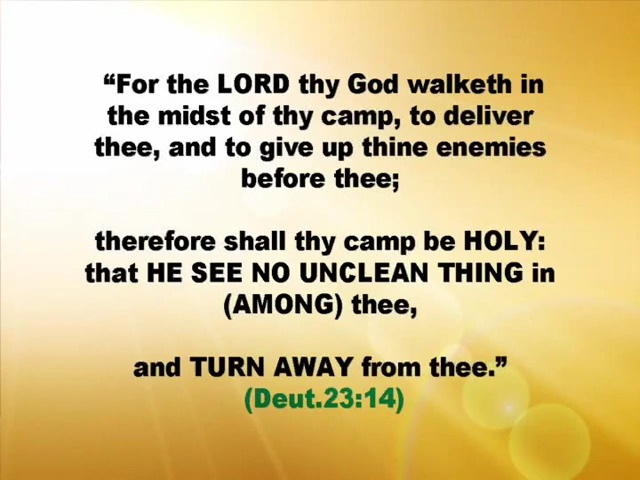 “For the LORD thy God walketh in
the midst of thy camp, to deliver
thee, and to give up thine enemies
before thee;
therefore shall thy camp be HOLY:
that HE SEE NO UNCLEAN THING in
(AMONG) thee,
and TURN AWAY from thee.”
(Deut.23:14)